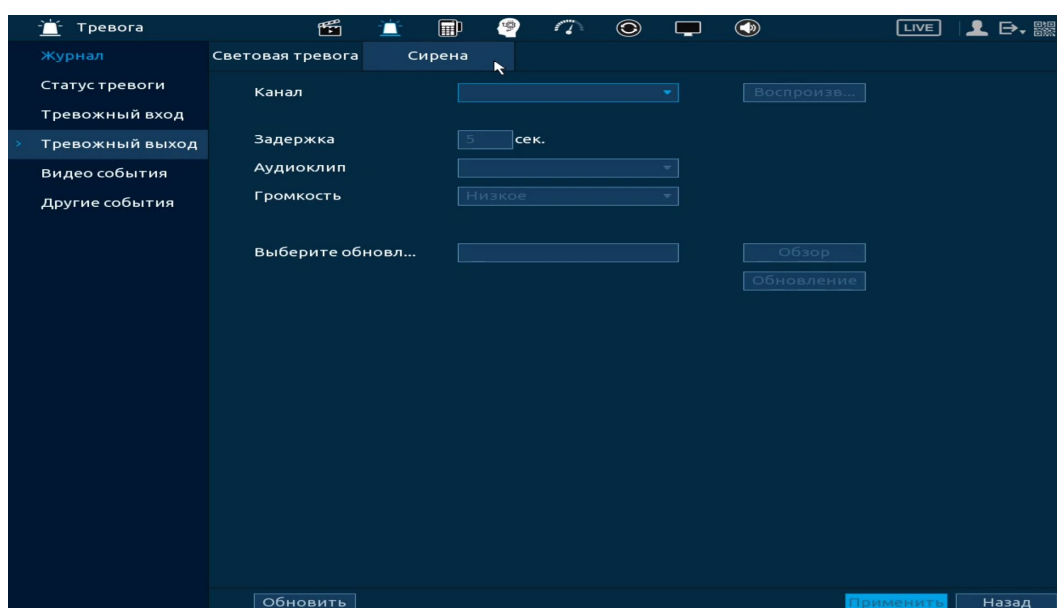 Тревога
LIVE
Журнал
Световая тревога
Сирена
Статус тревоги
Канал
Воспроизв...
Тревожный вход
Тревожный выход
Задержка
5
сек.
Аудиоклип
Видео события
Громкость
Низкое
Другие события
Выберите обновл...
Обзор
Обновление
Обновить
Применить
Назад